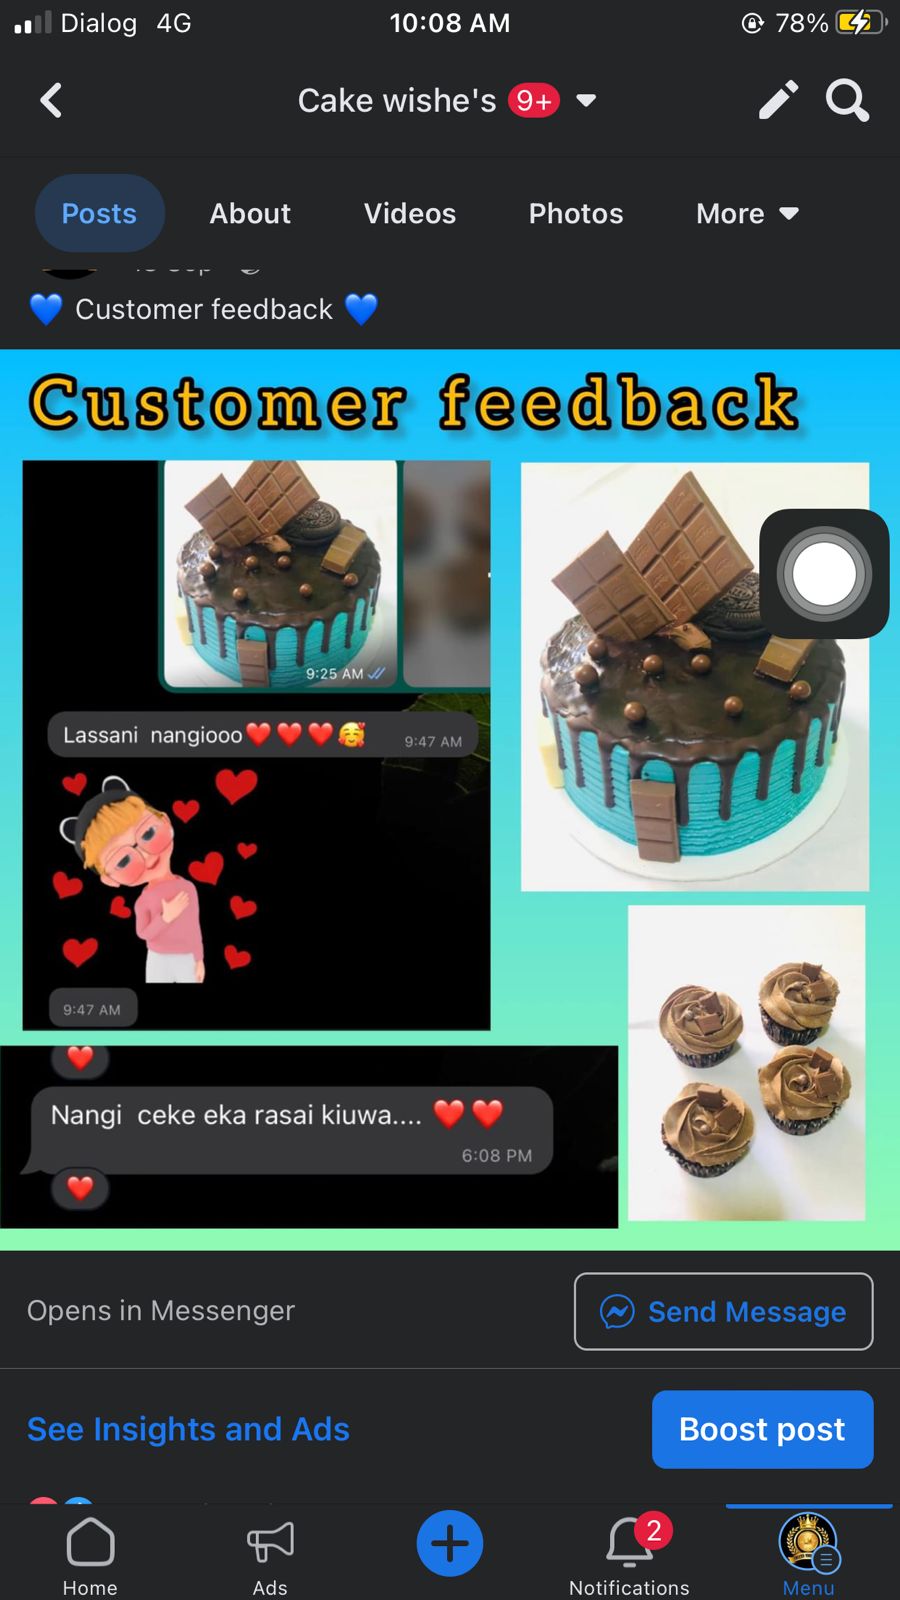 Dialog 4G 10:08 AM 78%
Cake wishe's 9+
Posts About Videos Photos More
💙 Customer feedback 💙
Customer feedback
9:25 AM
Lassani nangiooo❤️❤️❤️🥰 9:47 AM
9:47 AM
❤️
Nangi ceke eka rasai kiuwa.... ❤️❤️
6:08 PM
❤️
Opens in Messenger Send Message
See Insights and Ads Boost post
2
Home Ads Notifications Menu